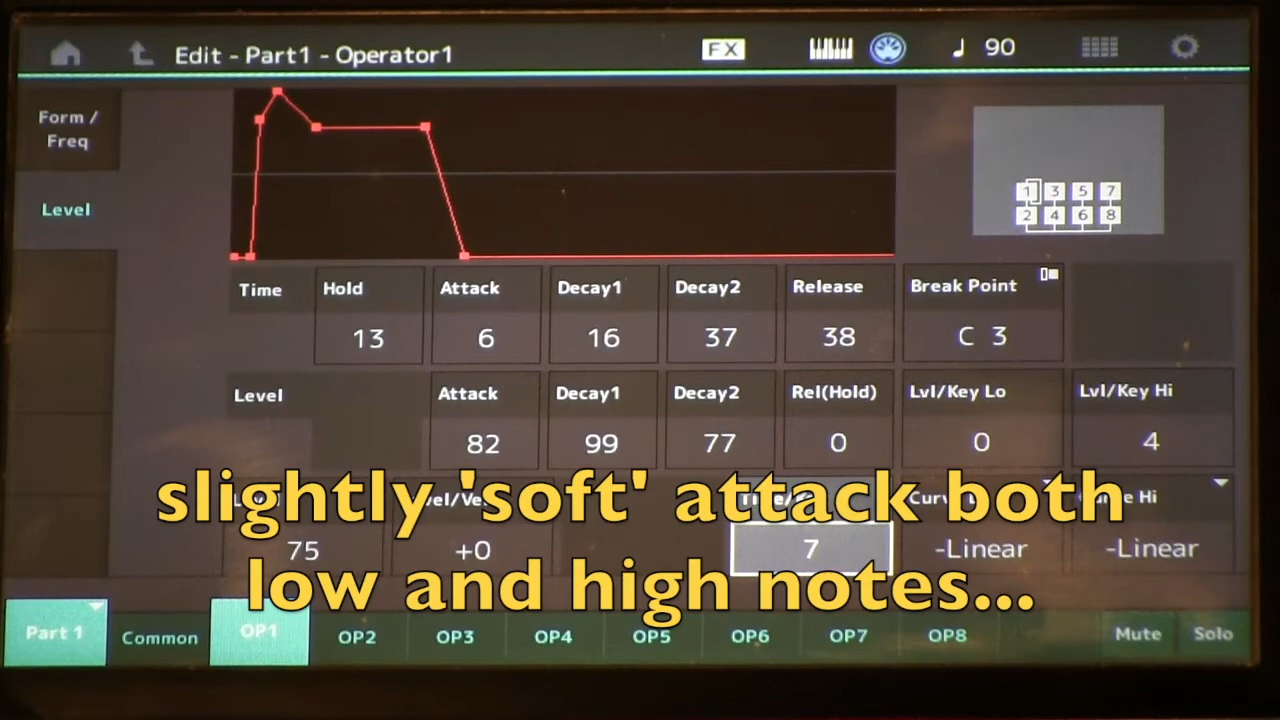 Edit - Part1 - Operator1
FX
90
Form /
Freq
Level
1 3 5 7
2 4 6 8
Time
Hold
Attack
Decay1
Decay2
Release
Break Point
13
6
16
37
38
C 3
Level
Attack
Decay1
Decay2
Rel(Hold)
Lvl/Key Lo
Lvl/Key Hi
82
99
77
0
0
4
slightly 'soft' attack both
low and high notes...
75
+0
7
-Linear
-Linear
Part 1
Common
OP1
OP2
OP3
OP4
OP5
OP6
OP7
OP8
Mute
Solo